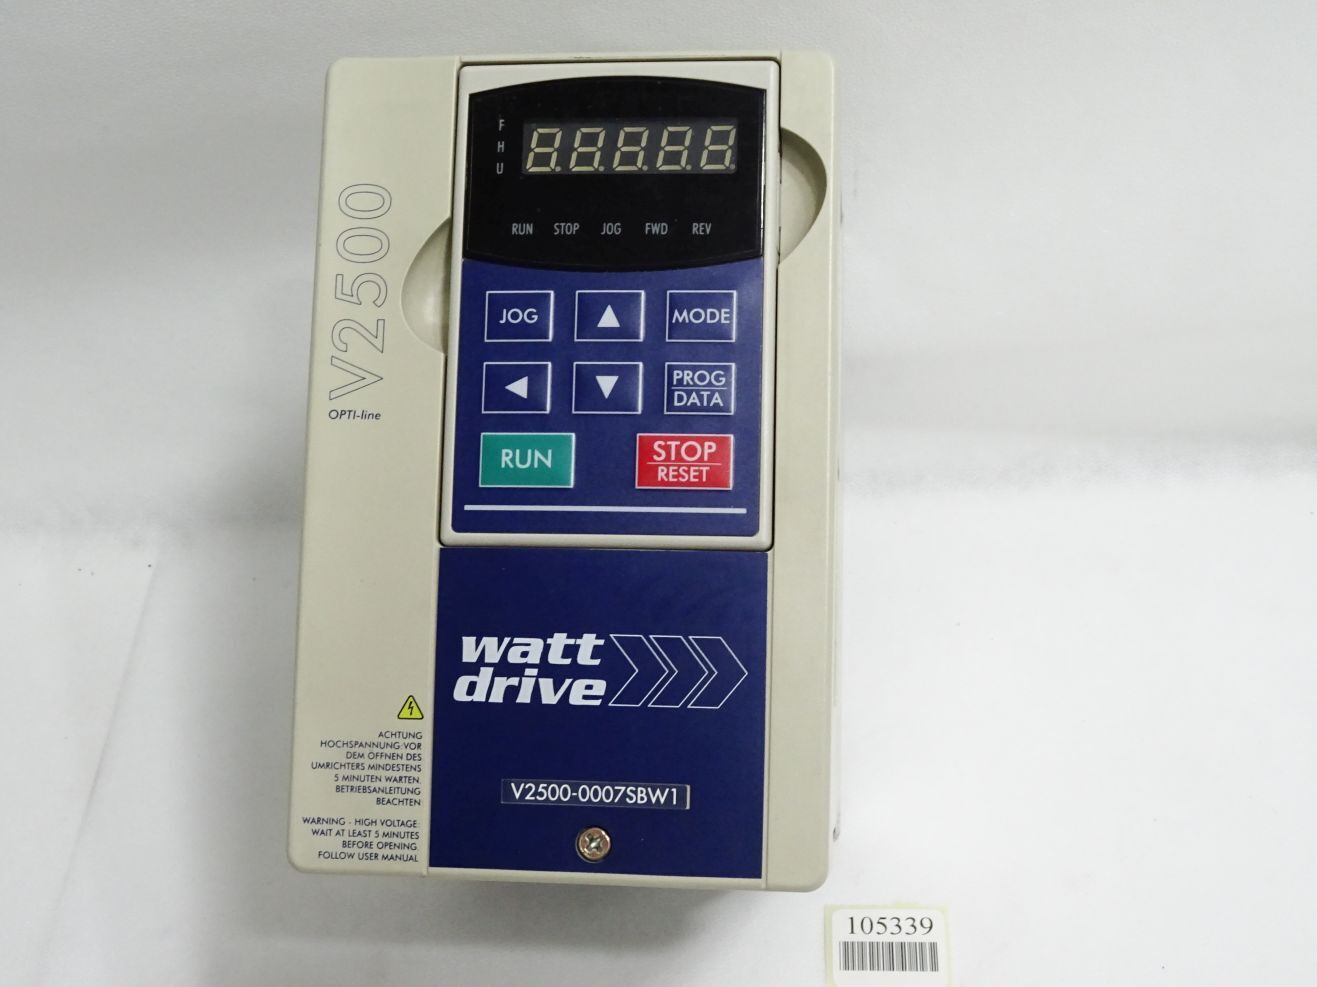 F
H
U
RUN STOP JOG FWD REV
JOG ▲ MODE
◀ ▼ PROG
DATA
RUN STOP
RESET
V2500
OPTI-line
watt
drive
V2500-0007SBW1
ACHTUNG
HOCHSPANNUNG:VOR
DEM ÖFFNEN DES
UMRICHTERS MINDESTENS
5 MINUTEN WARTEN.
BETRIEBSANLEITUNG
BEACHTEN
WARNING - HIGH VOLTAGE:
WAIT AT LEAST 5 MINUTES
BEFORE OPENING.
FOLLOW USER MANUAL
105339